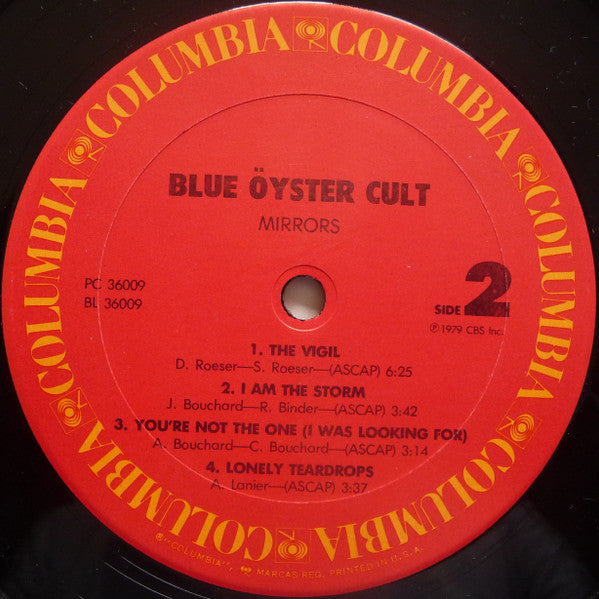 COLUMBIA COLUMBIA COLUMBIA COLUMBIA COLUMBIA COLUMBIA
BLUE ÖYSTER CULT
MIRRORS
PC 36009
BL 36009
SIDE 2
℗ 1979 CBS Inc.
1. THE VIGIL
D. Roeser—S. Roeser—(ASCAP) 6:25
2. I AM THE STORM
J. Bouchard—R. Binder—(ASCAP) 3:42
3. YOU'RE NOT THE ONE (I WAS LOOKING FOR)
A. Bouchard—C. Bouchard—(ASCAP) 3:14
4. LONELY TEARDROPS
A. Lanier—(ASCAP) 3:37
®"COLUMBIA", MARCAS REG. PRINTED IN U.S.A.